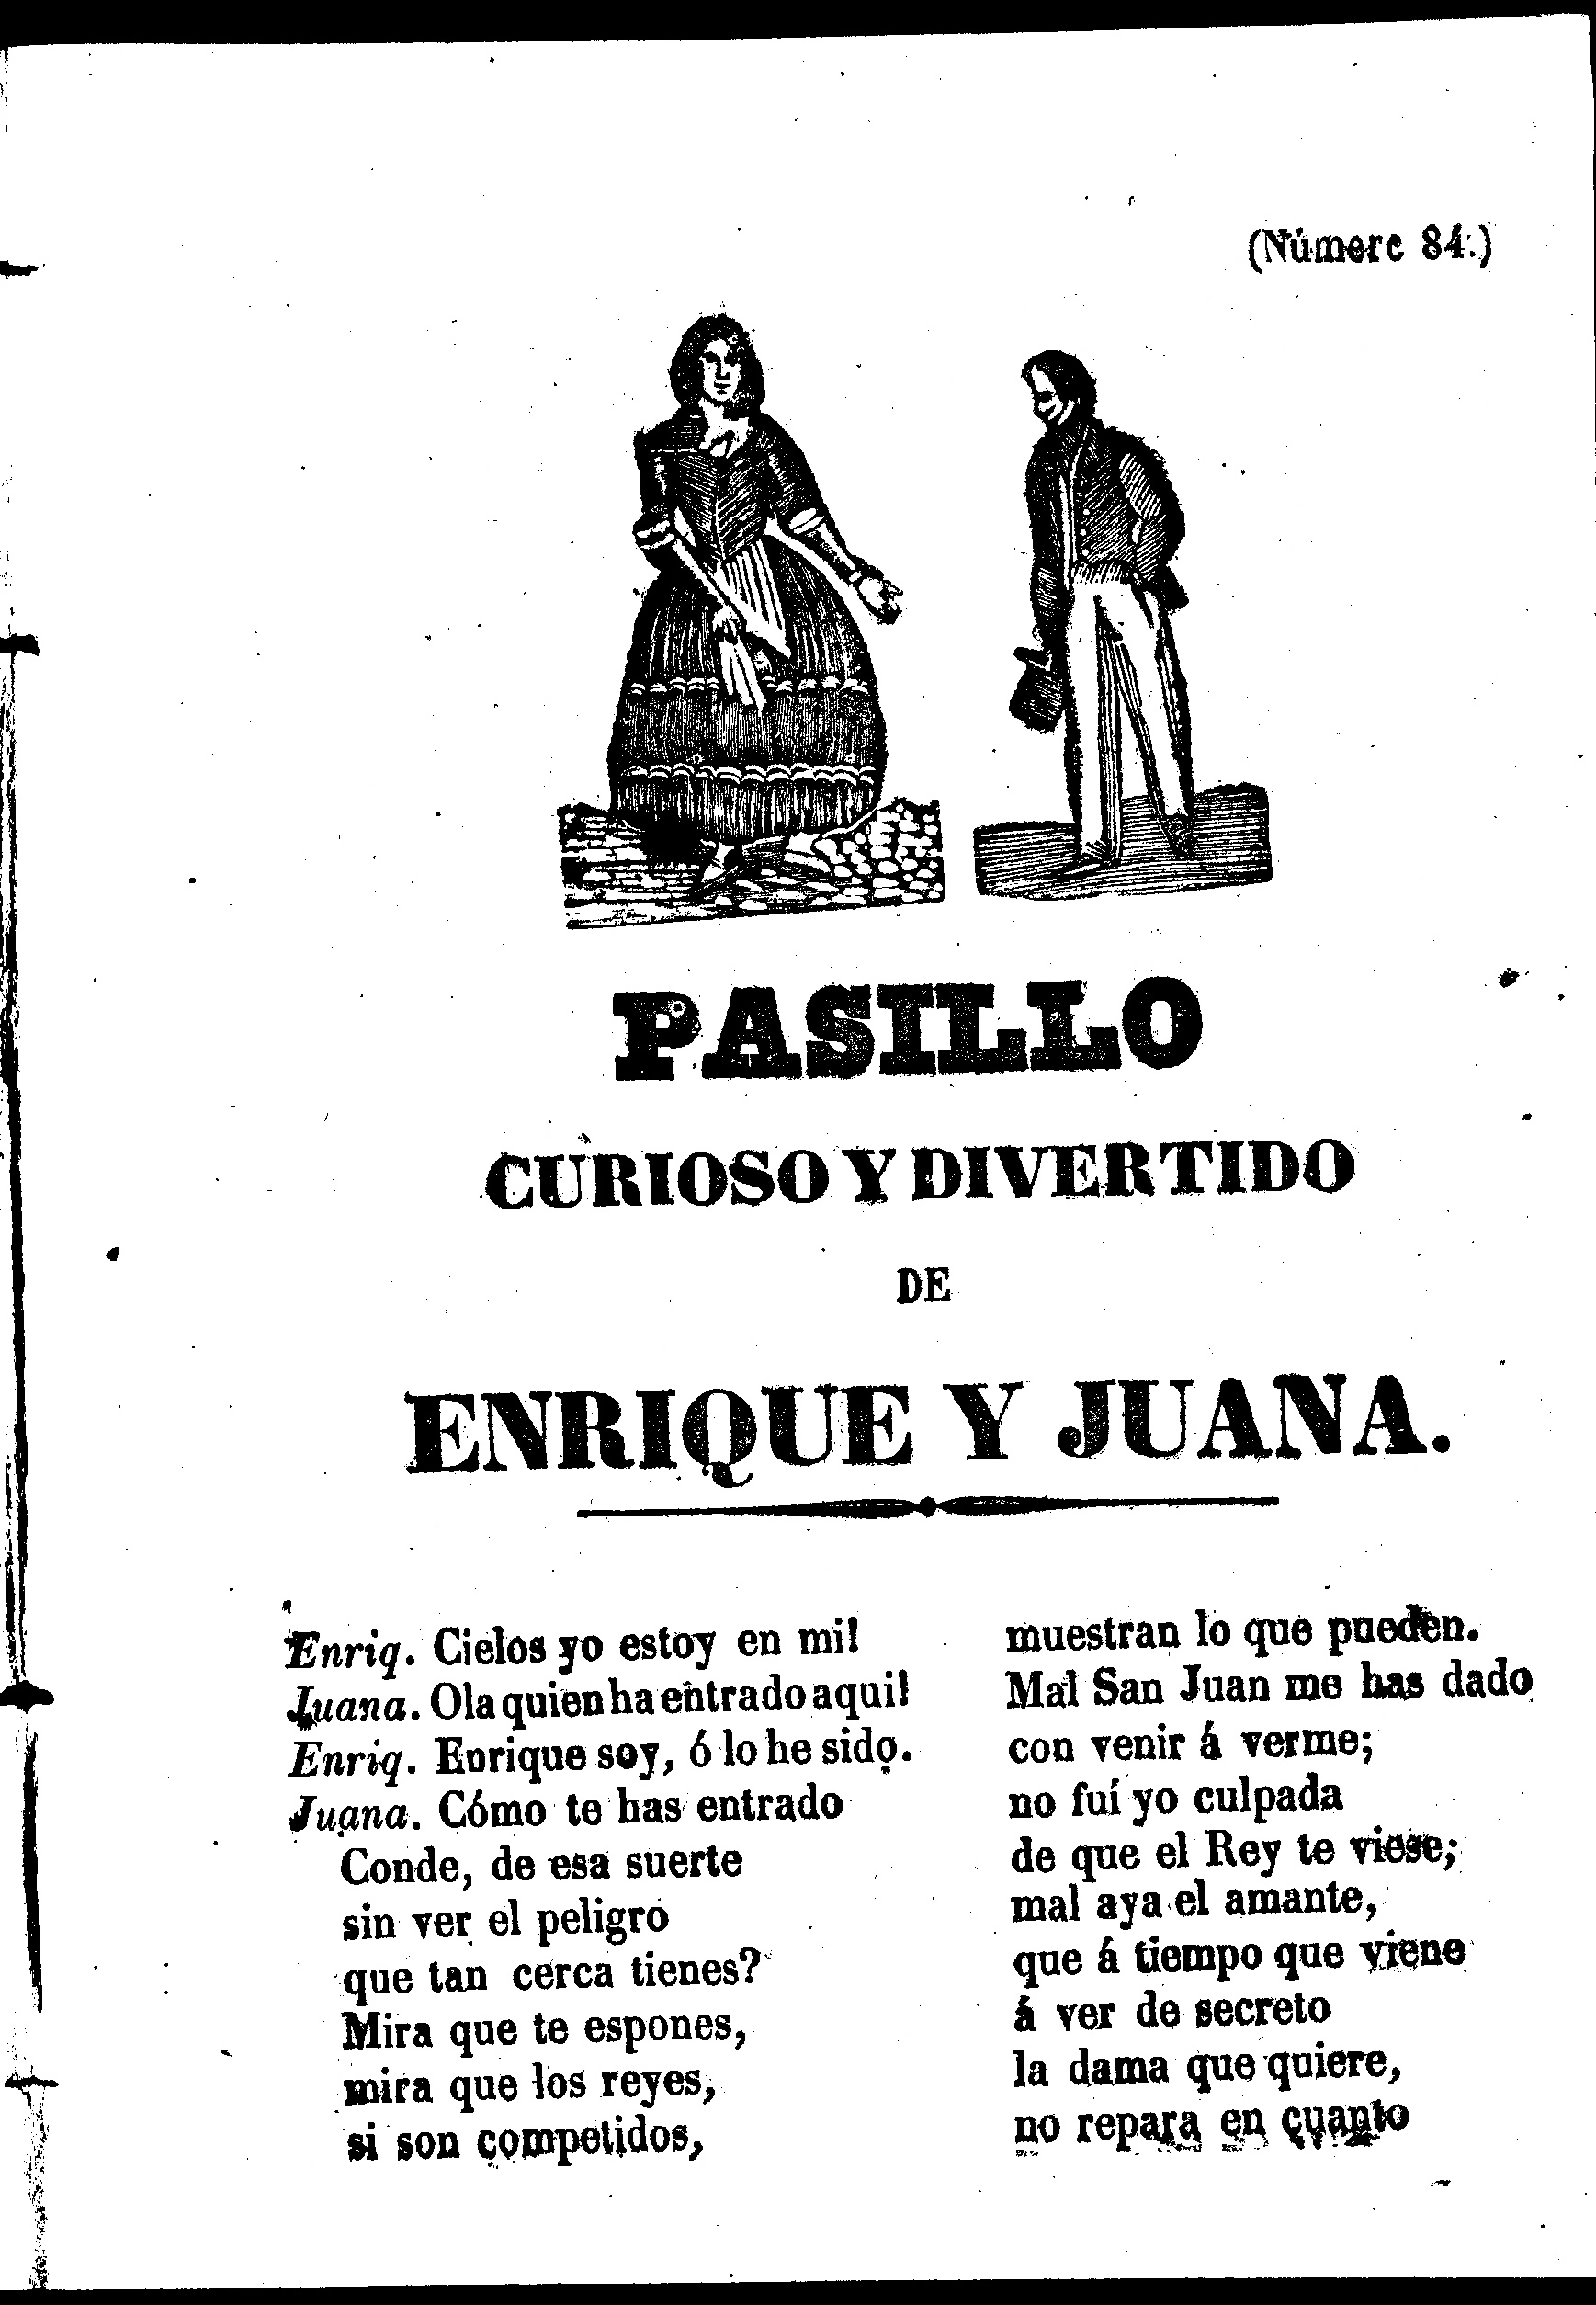 (Número 84.)
PASILLO
CURIOSO Y DIVERTIDO
DE
ENRIQUE Y JUANA.
Enriq. Cielos yo estoy en mi!
Juana. Ola quien ha entrado aqui!
Enriq. Enrique soy, ó lo he sido.
Juana. Cómo te has entrado
Conde, de esa suerte
sin ver el peligro
que tan cerca tienes?
Mira que te espones,
mira que los reyes,
si son competidos,
muestran lo que pueden.
Mal San Juan me has dado
con venir á verme;
no fuí yo culpada
de que el Rey te viese;
mal aya el amante,
que á tiempo que viene
á ver de secreto
la dama que quiere,
no repara en cuanto